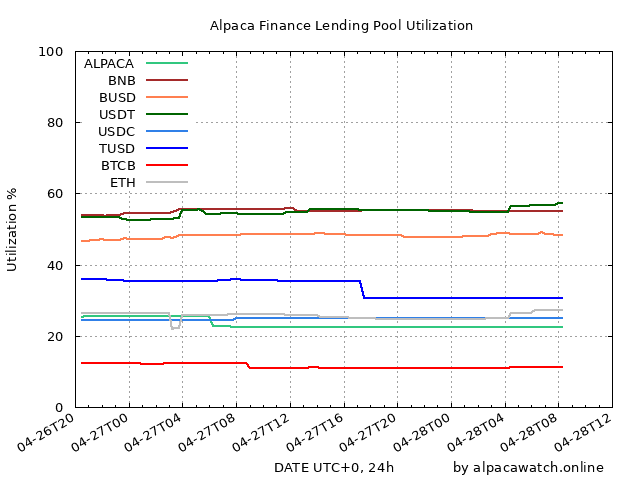 Alpaca Finance Lending Pool Utilization
100
80
60
40
20
0
Utilization %
ALPACA
BNB
BUSD
USDT
USDC
TUSD
BTCB
ETH
04-26T20
04-27T00
04-27T04
04-27T08
04-27T12
04-27T16
04-27T20
04-28T00
04-28T04
04-28T08
04-28T12
DATE UTC+0, 24h
by alpacawatch.online